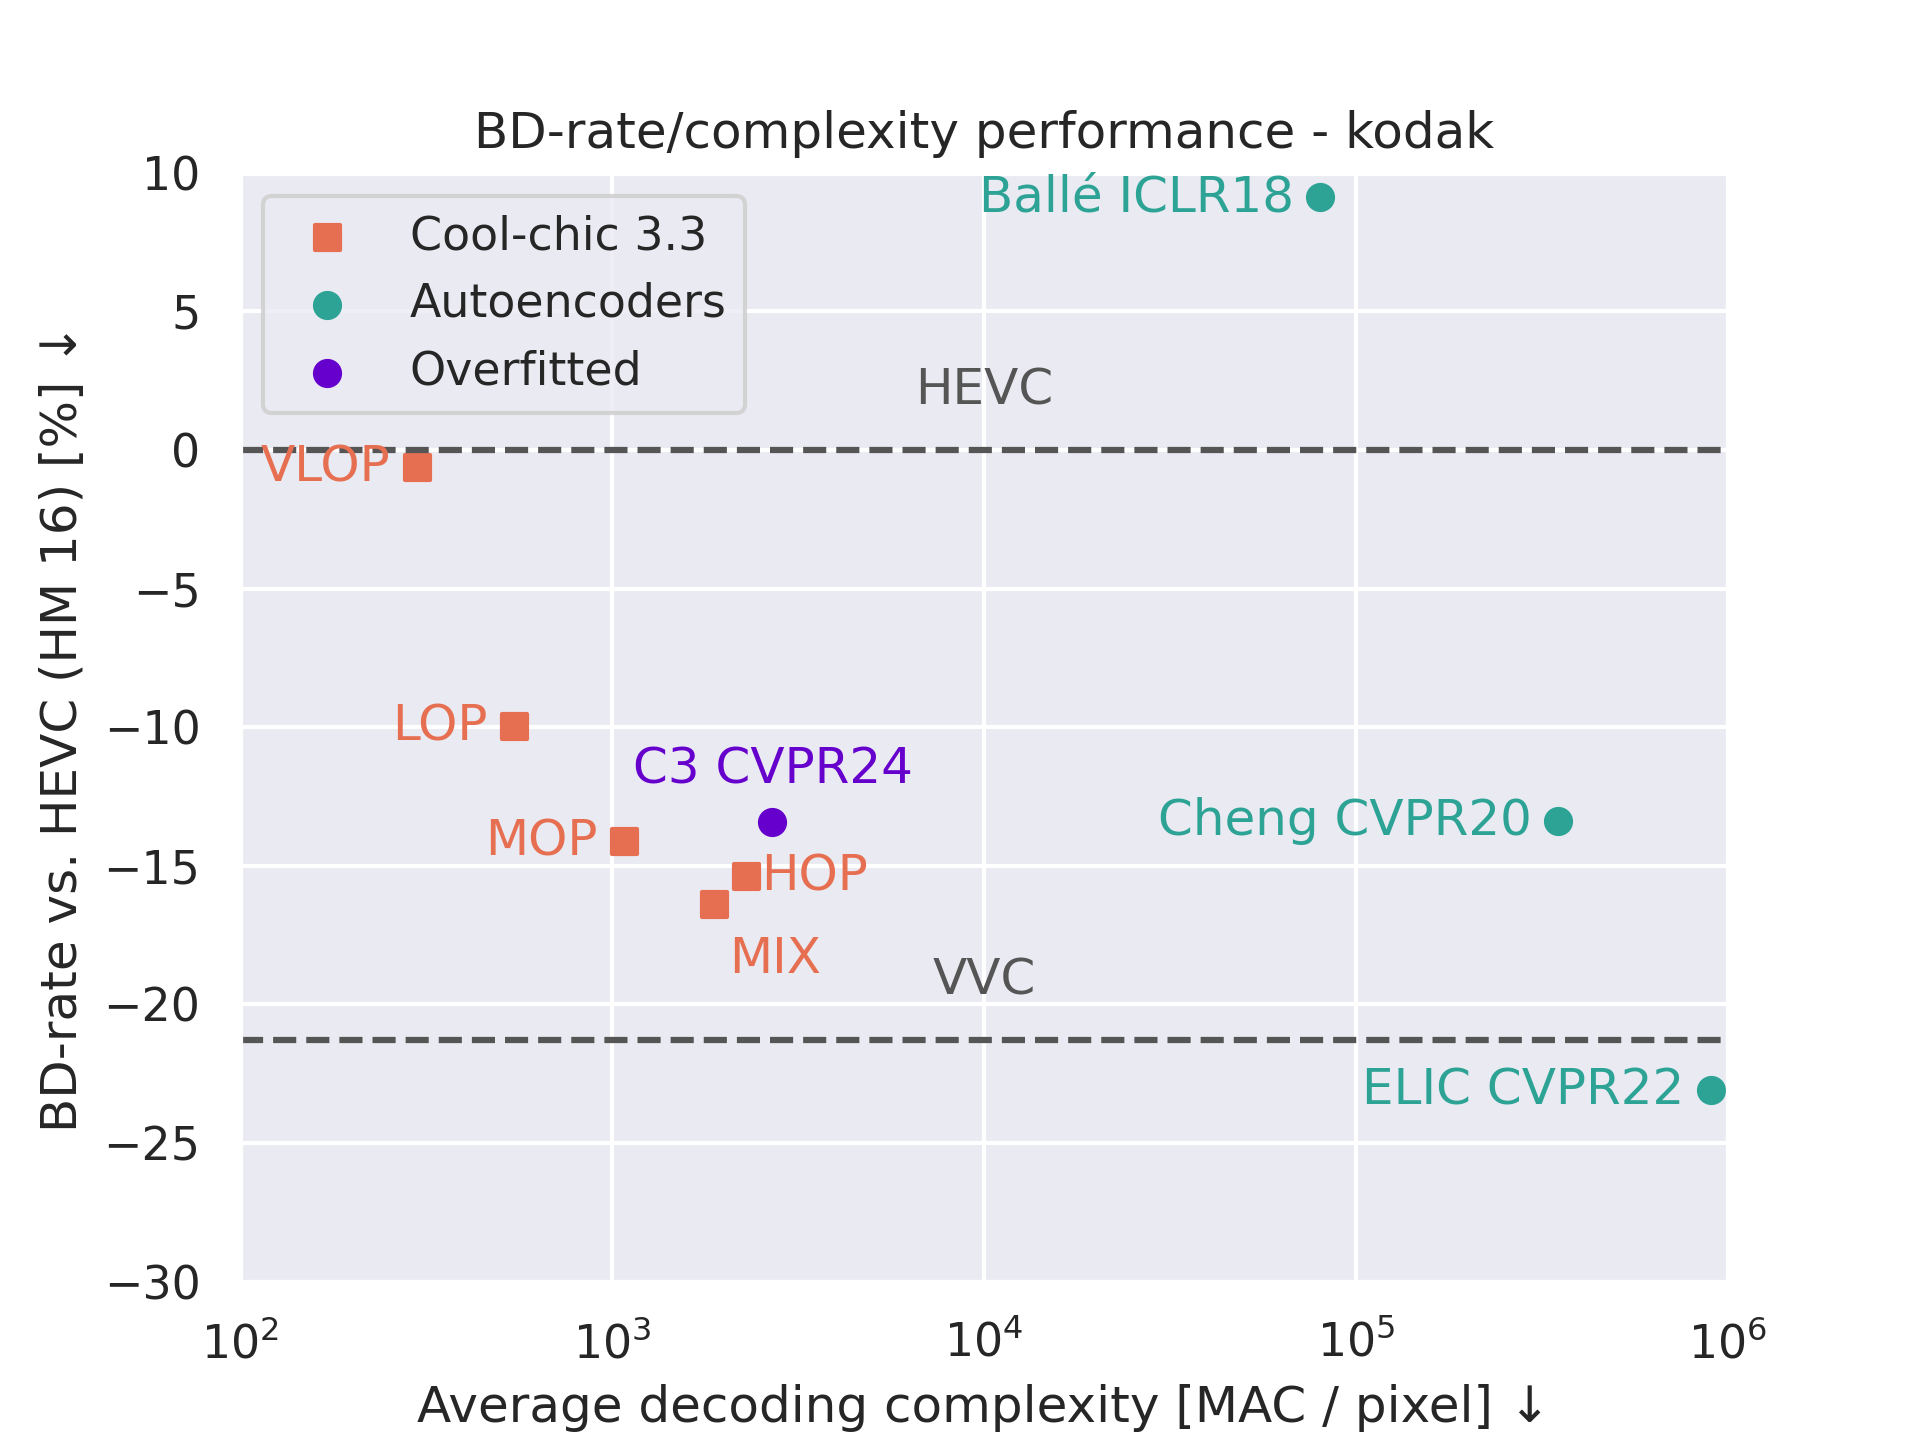 BD-rate/complexity performance - kodak
BD-rate vs. HEVC (HM 16) [%] ↓
10
5
0
−5
−10
−15
−20
−25
−30
Cool-chic 3.3
Autoencoders
Overfitted
Ballé ICLR18
HEVC
VLOP
LOP
C3 CVPR24
Cheng CVPR20
MOP
HOP
MIX
VVC
ELIC CVPR22
10² 10³ 10⁴ 10⁵ 10⁶
Average decoding complexity [MAC / pixel] ↓